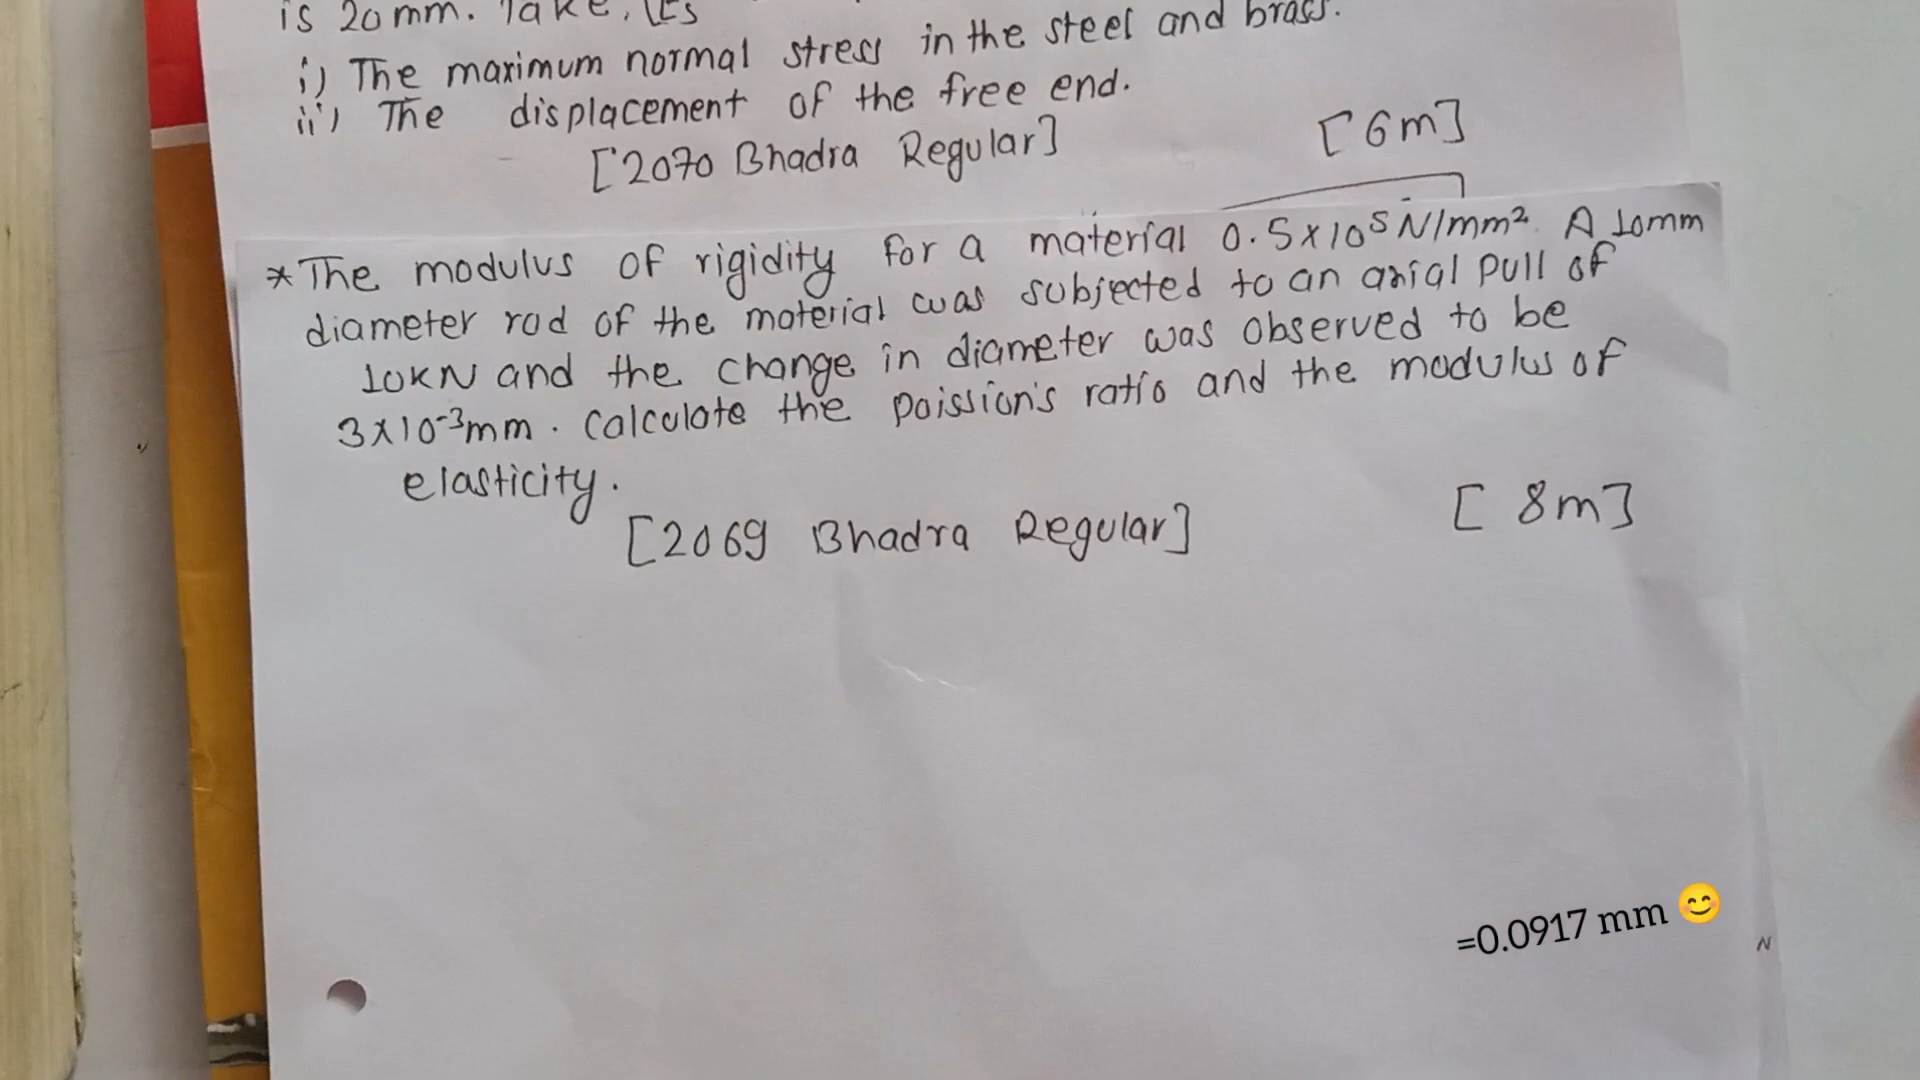 is 20mm. Take, [Es
i) The maximum normal stress in the steel and brass.
ii) The displacement of the free end.
[2070 Bhadra Regular] [6m]
* The modulus of rigidity for a material 0.5×10⁵ N/mm². A 10mm
diameter rod of the material was subjected to an axial pull of
10KN and the change in diameter was observed to be
3×10⁻³mm. calculate the poission's ratio and the modulus of
elasticity.
[2069 Bhadra Regular] [8m]
=0.0917 mm 😊
N